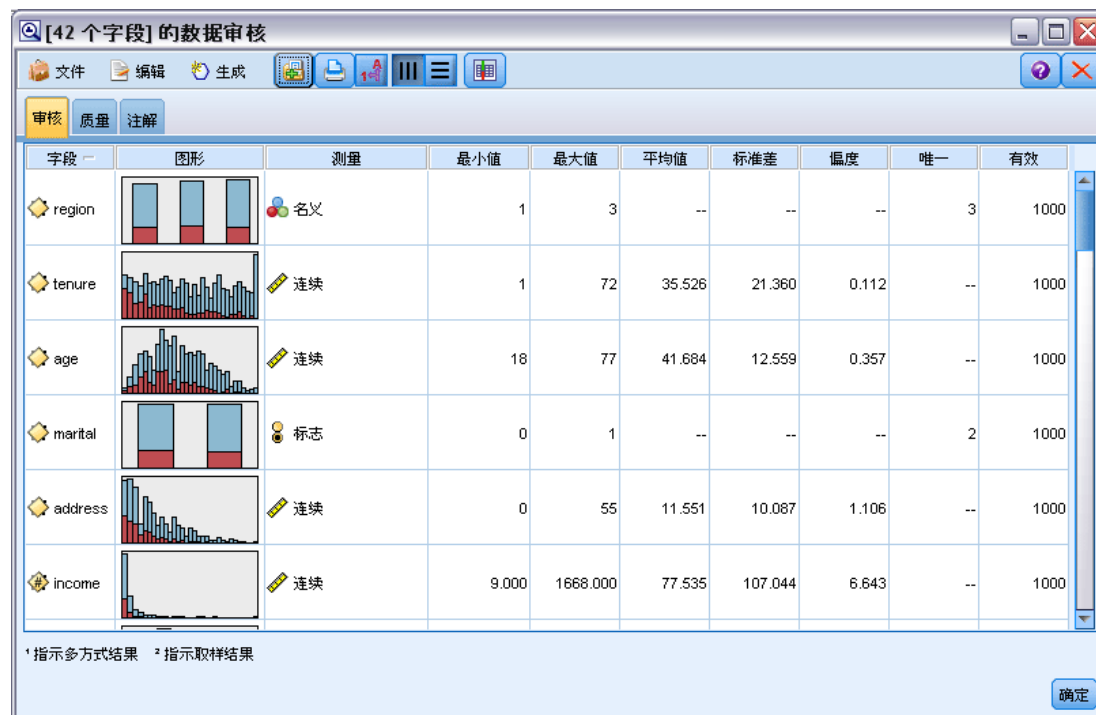 [42 个字段] 的数据审核
文件 编辑 生成
审核 质量 注解
字段 图形 测量 最小值 最大值 平均值 标准差 偏度 唯一 有效
region 名义 1 3 -- -- -- 3 1000
tenure 连续 1 72 35.526 21.360 0.112 -- 1000
age 连续 18 77 41.684 12.559 0.357 -- 1000
marital 标志 0 1 -- -- -- 2 1000
address 连续 0 55 11.551 10.087 1.106 -- 1000
income 连续 9.000 1668.000 77.535 107.044 6.643 -- 1000
¹指示多方式结果 ²指示取样结果
确定